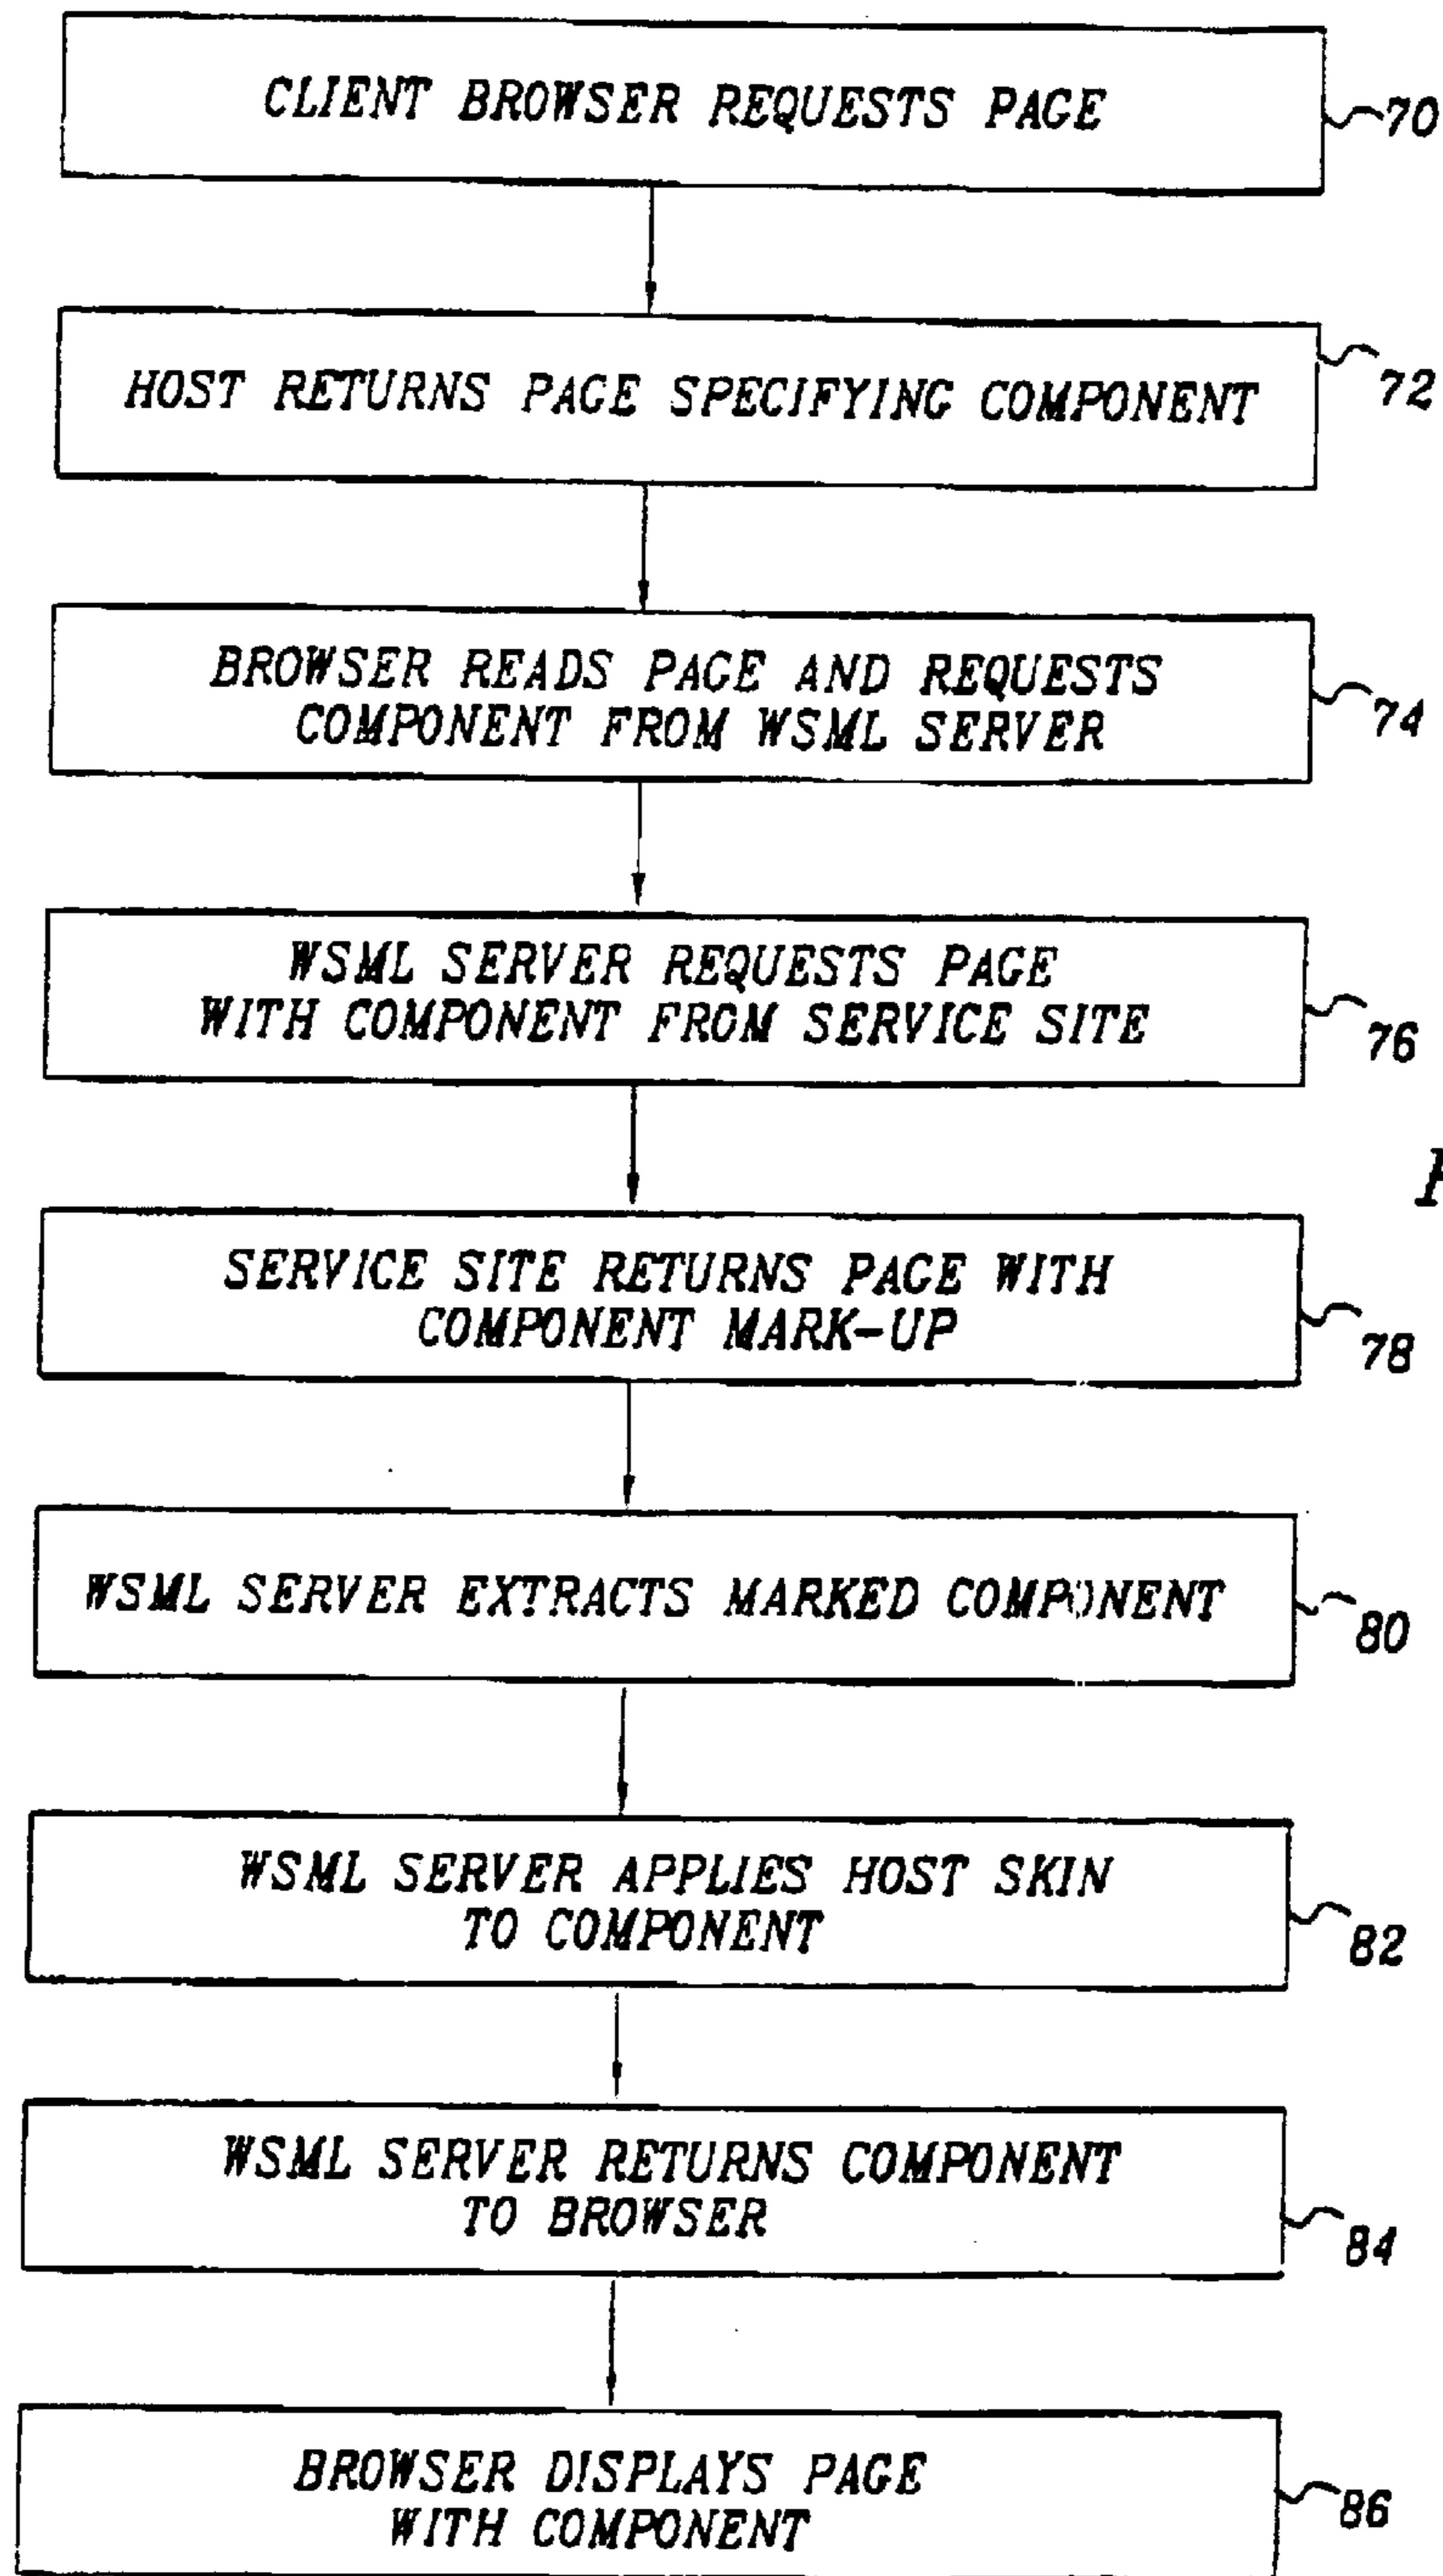 CLIENT BROWSER REQUESTS PAGE
70
HOST RETURNS PAGE SPECIFYING COMPONENT
72
BROWSER READS PAGE AND REQUESTS
COMPONENT FROM WSML SERVER
74
WSML SERVER REQUESTS PAGE
WITH COMPONENT FROM SERVICE SITE
76
SERVICE SITE RETURNS PAGE WITH
COMPONENT MARK-UP
78
WSML SERVER EXTRACTS MARKED COMPONENT
80
WSML SERVER APPLIES HOST SKIN
TO COMPONENT
82
WSML SERVER RETURNS COMPONENT
TO BROWSER
84
BROWSER DISPLAYS PAGE
WITH COMPONENT
86